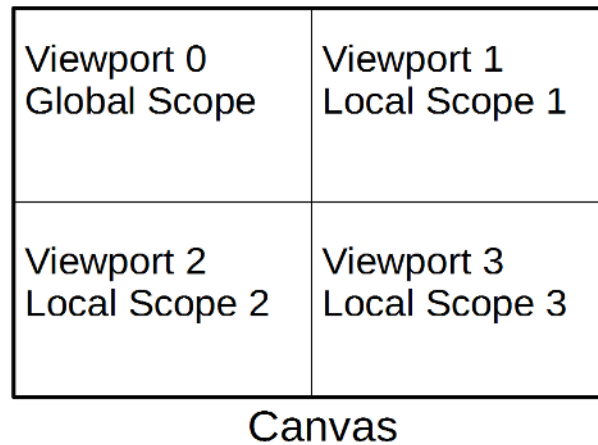 Viewport 0
Global Scope
Viewport 1
Local Scope 1
Viewport 2
Local Scope 2
Viewport 3
Local Scope 3
Canvas